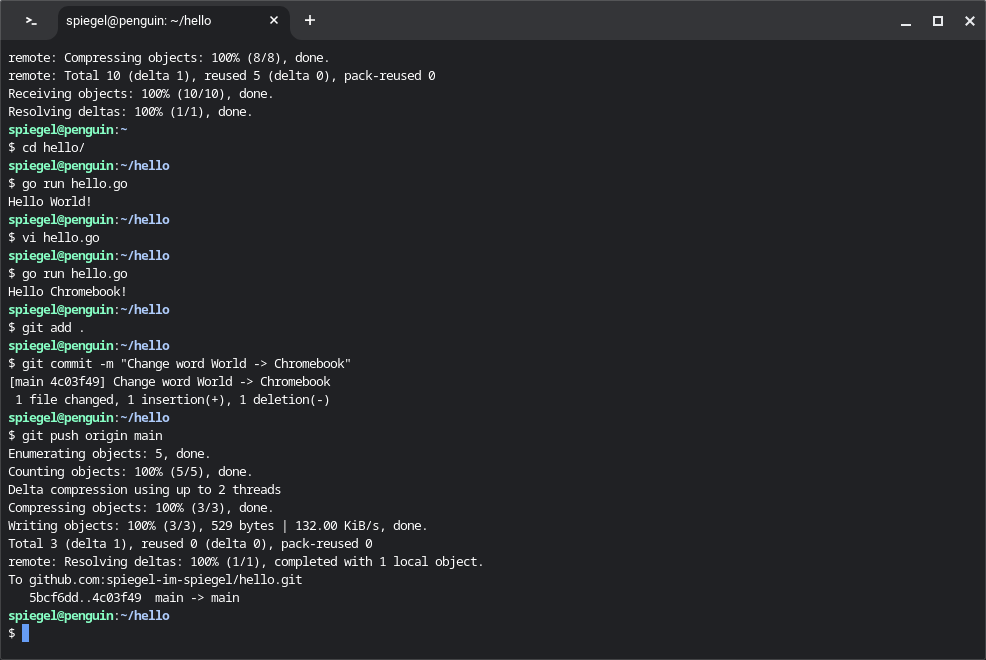 spiegel@penguin: ~/hello
remote: Compressing objects: 100% (8/8), done.
remote: Total 10 (delta 1), reused 5 (delta 0), pack-reused 0
Receiving objects: 100% (10/10), done.
Resolving deltas: 100% (1/1), done.
spiegel@penguin:~
$ cd hello/
spiegel@penguin:~/hello
$ go run hello.go
Hello World!
spiegel@penguin:~/hello
$ vi hello.go
spiegel@penguin:~/hello
$ go run hello.go
Hello Chromebook!
spiegel@penguin:~/hello
$ git add .
spiegel@penguin:~/hello
$ git commit -m "Change word World -> Chromebook"
[main 4c03f49] Change word World -> Chromebook
 1 file changed, 1 insertion(+), 1 deletion(-)
spiegel@penguin:~/hello
$ git push origin main
Enumerating objects: 5, done.
Counting objects: 100% (5/5), done.
Delta compression using up to 2 threads
Compressing objects: 100% (3/3), done.
Writing objects: 100% (3/3), 529 bytes | 132.00 KiB/s, done.
Total 3 (delta 1), reused 0 (delta 0), pack-reused 0
remote: Resolving deltas: 100% (1/1), completed with 1 local object.
To github.com:spiegel-im-spiegel/hello.git
   5bcf6dd..4c03f49  main -> main
spiegel@penguin:~/hello
$